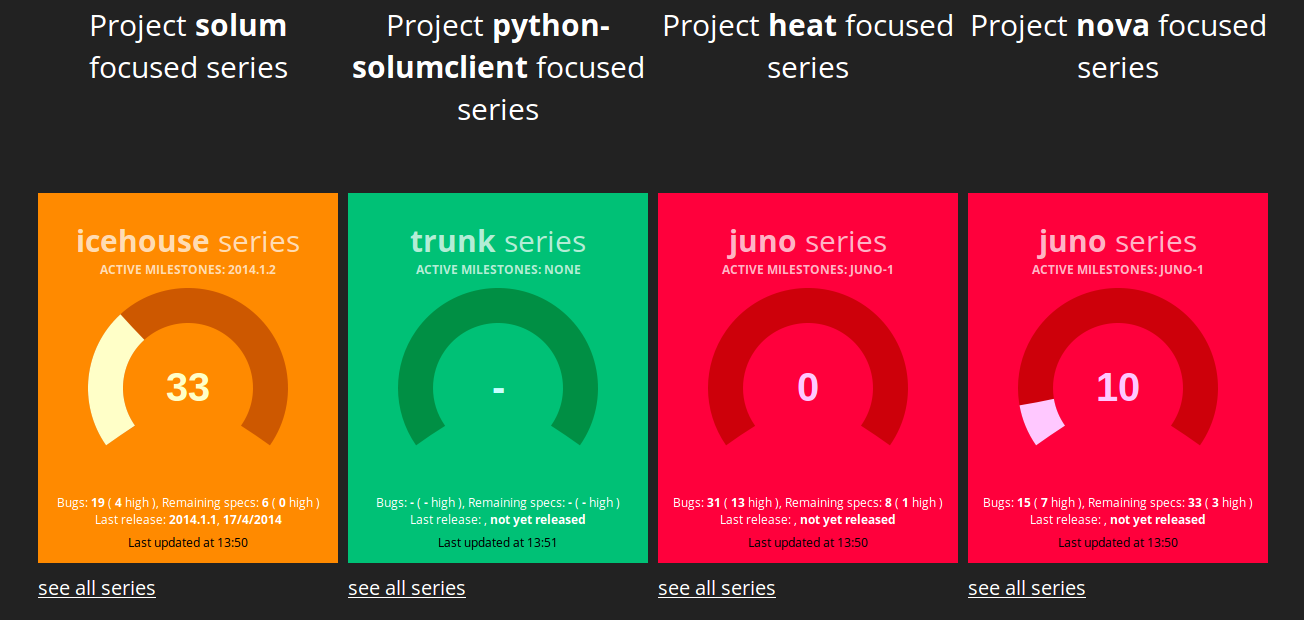 Project solum
focused series
Project python-
solumclient focused
series
Project heat focused
series
Project nova focused
series
icehouse series
ACTIVE MILESTONES: 2014.1.2
33
Bugs: 19 ( 4 high ), Remaining specs: 6 ( 0 high )
Last release: 2014.1.1, 17/4/2014
Last updated at 13:50
see all series
trunk series
ACTIVE MILESTONES: NONE
-
Bugs: - ( - high ), Remaining specs: - ( - high )
Last release: , not yet released
Last updated at 13:51
see all series
juno series
ACTIVE MILESTONES: JUNO-1
0
Bugs: 31 ( 13 high ), Remaining specs: 8 ( 1 high )
Last release: , not yet released
Last updated at 13:50
see all series
juno series
ACTIVE MILESTONES: JUNO-1
10
Bugs: 15 ( 7 high ), Remaining specs: 33 ( 3 high )
Last release: , not yet released
Last updated at 13:50
see all series